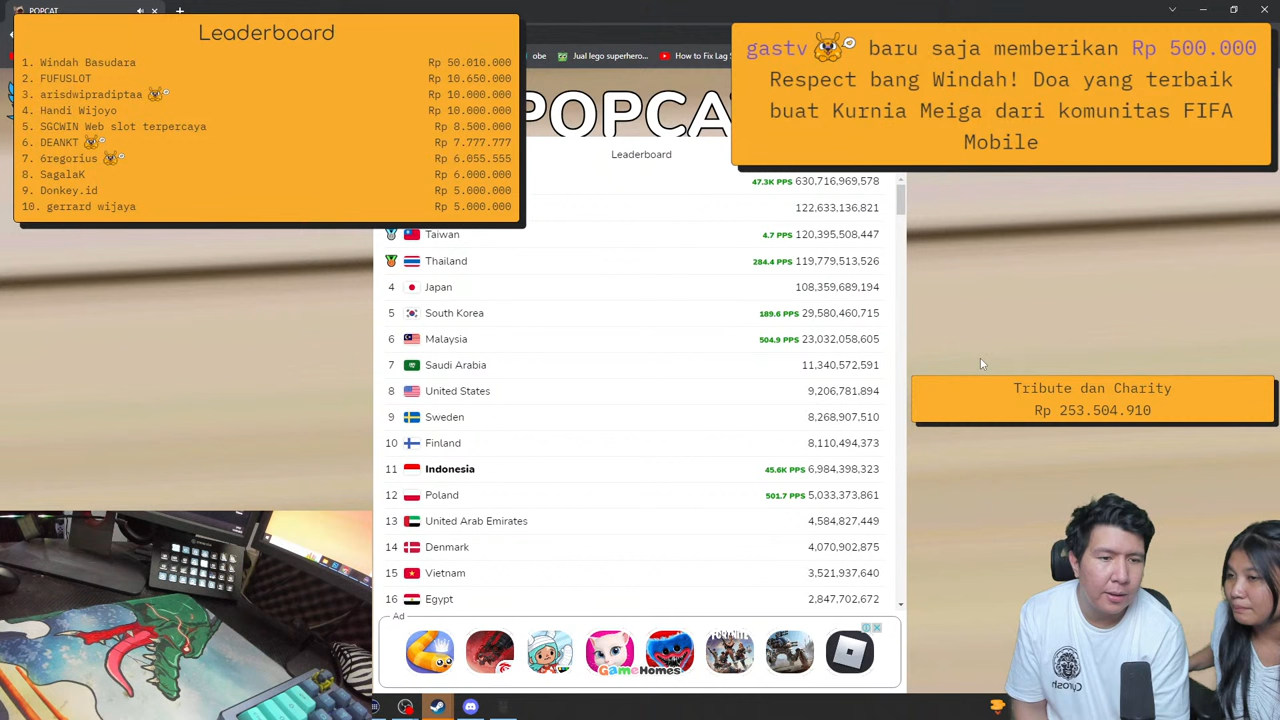 POPCAT
obe
Jual lego superhero...
How to Fix Lag S
Leaderboard
1. Windah Basudara Rp 50.010.000
2. FUFUSLOT Rp 10.650.000
3. arisdwipradiptaa Rp 10.000.000
4. Handi Wijoyo Rp 10.000.000
5. SGCWIN Web slot terpercaya Rp 8.500.000
6. DEANKT Rp 7.777.777
7. 6regorius Rp 6.055.555
8. SagalaK Rp 6.000.000
9. Donkey.id Rp 5.000.000
10. gerrard wijaya Rp 5.000.000
gastv baru saja memberikan Rp 500.000
Respect bang Windah! Doa yang terbaik
buat Kurnia Meiga dari komunitas FIFA
Mobile
POPCA
Leaderboard
47.3K PPS 630,716,969,578
122,633,136,821
Taiwan 4.7 PPS 120,395,508,447
Thailand 284.4 PPS 119,779,513,526
4 Japan 108,359,689,194
5 South Korea 189.6 PPS 29,580,460,715
6 Malaysia 504.9 PPS 23,032,058,605
7 Saudi Arabia 11,340,572,591
8 United States 9,206,781,894
9 Sweden 8,268,907,510
10 Finland 8,110,494,373
11 Indonesia 45.6K PPS 6,984,398,323
12 Poland 501.7 PPS 5,033,373,861
13 United Arab Emirates 4,584,827,449
14 Denmark 4,070,902,875
15 Vietnam 3,521,937,640
16 Egypt 2,847,702,672
Tribute dan Charity
Rp 253.504.910
Ad
FORTNITE
GameHomes